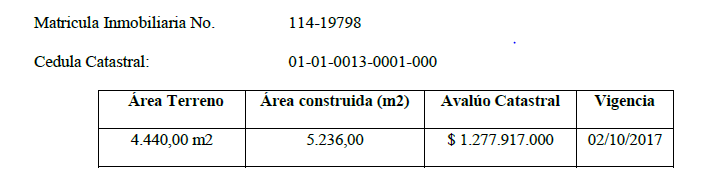 Matricula Inmobiliaria No. 114-19798
Cedula Catastral: 01-01-0013-0001-000
Área Terreno Área construida (m2) Avalúo Catastral Vigencia
4.440,00 m2 5.236,00 $ 1.277.917.000 02/10/2017